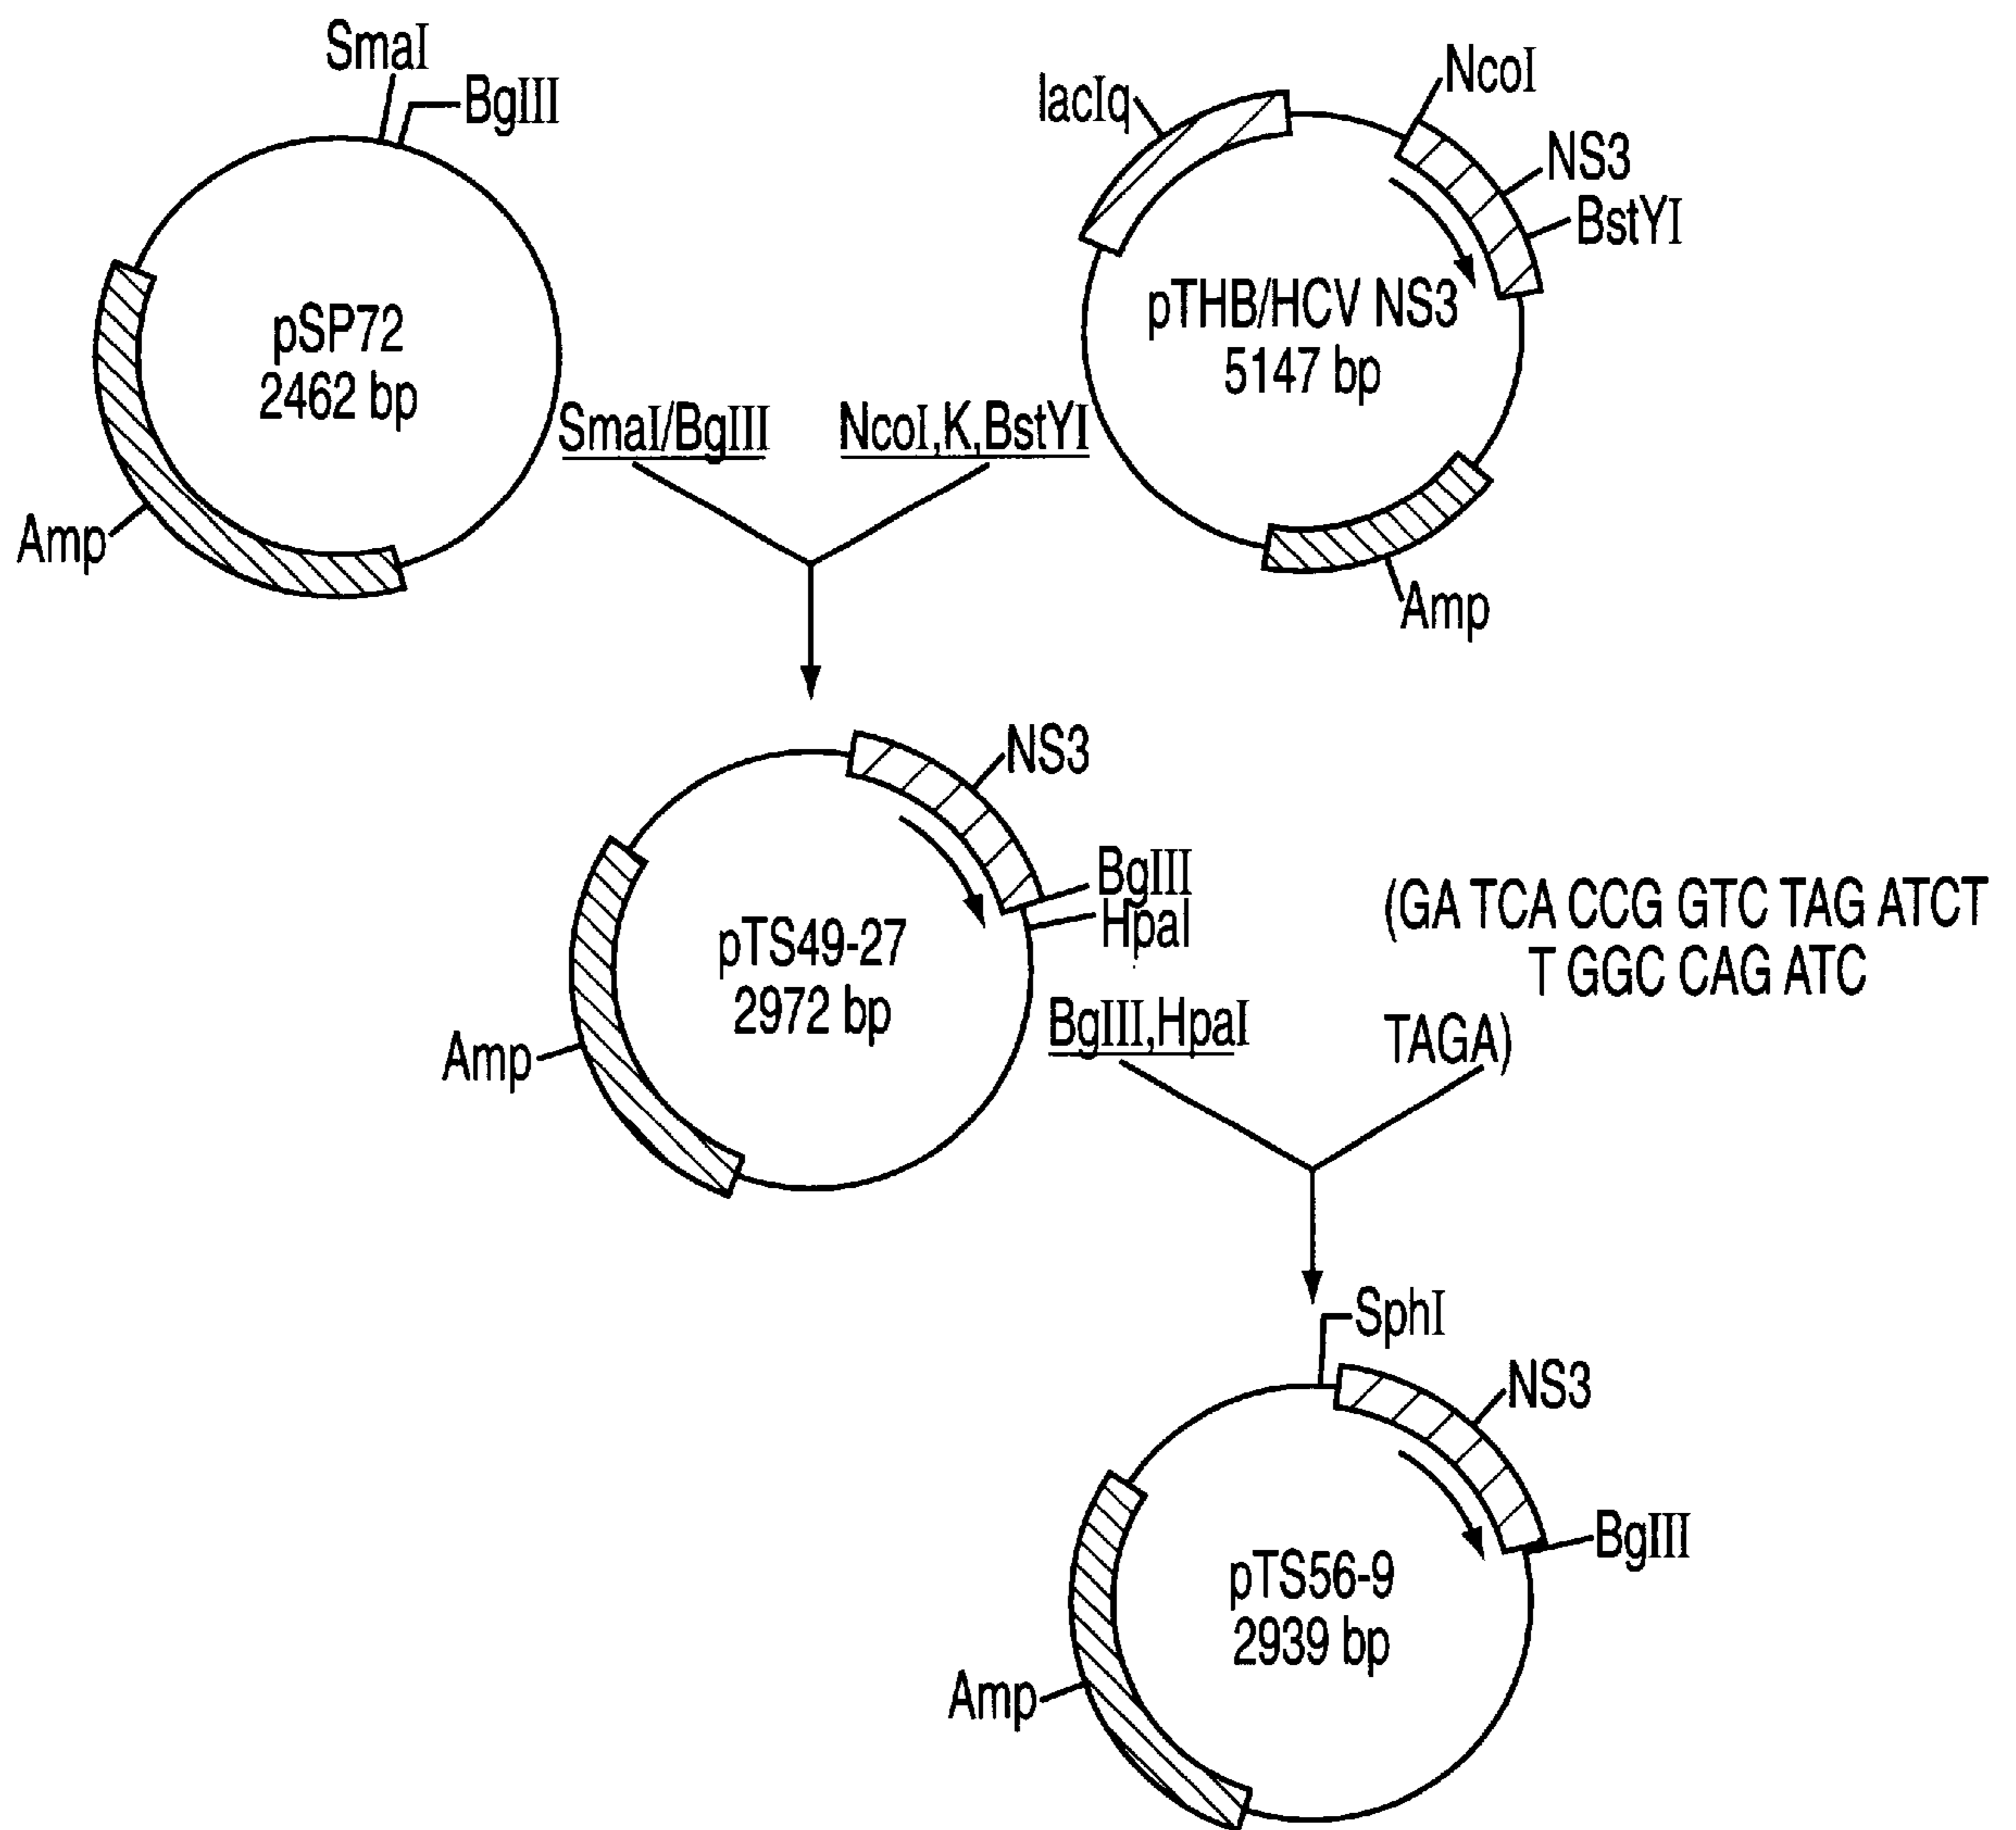 SmaI
BglII
pSP72
2462 bp
Amp
lacIq
NcoI
NS3
BstYI
pTHB/HCV NS3
5147 bp
Amp
SmaI/BglII
NcoI,K,BstYI
NS3
BglII
HpaI
pTS49-27
2972 bp
Amp
BglII,HpaI
(GA TCA CCG GTC TAG ATCT
T GGC CAG ATC
TAGA)
SphI
NS3
BglII
pTS56-9
2939 bp
Amp